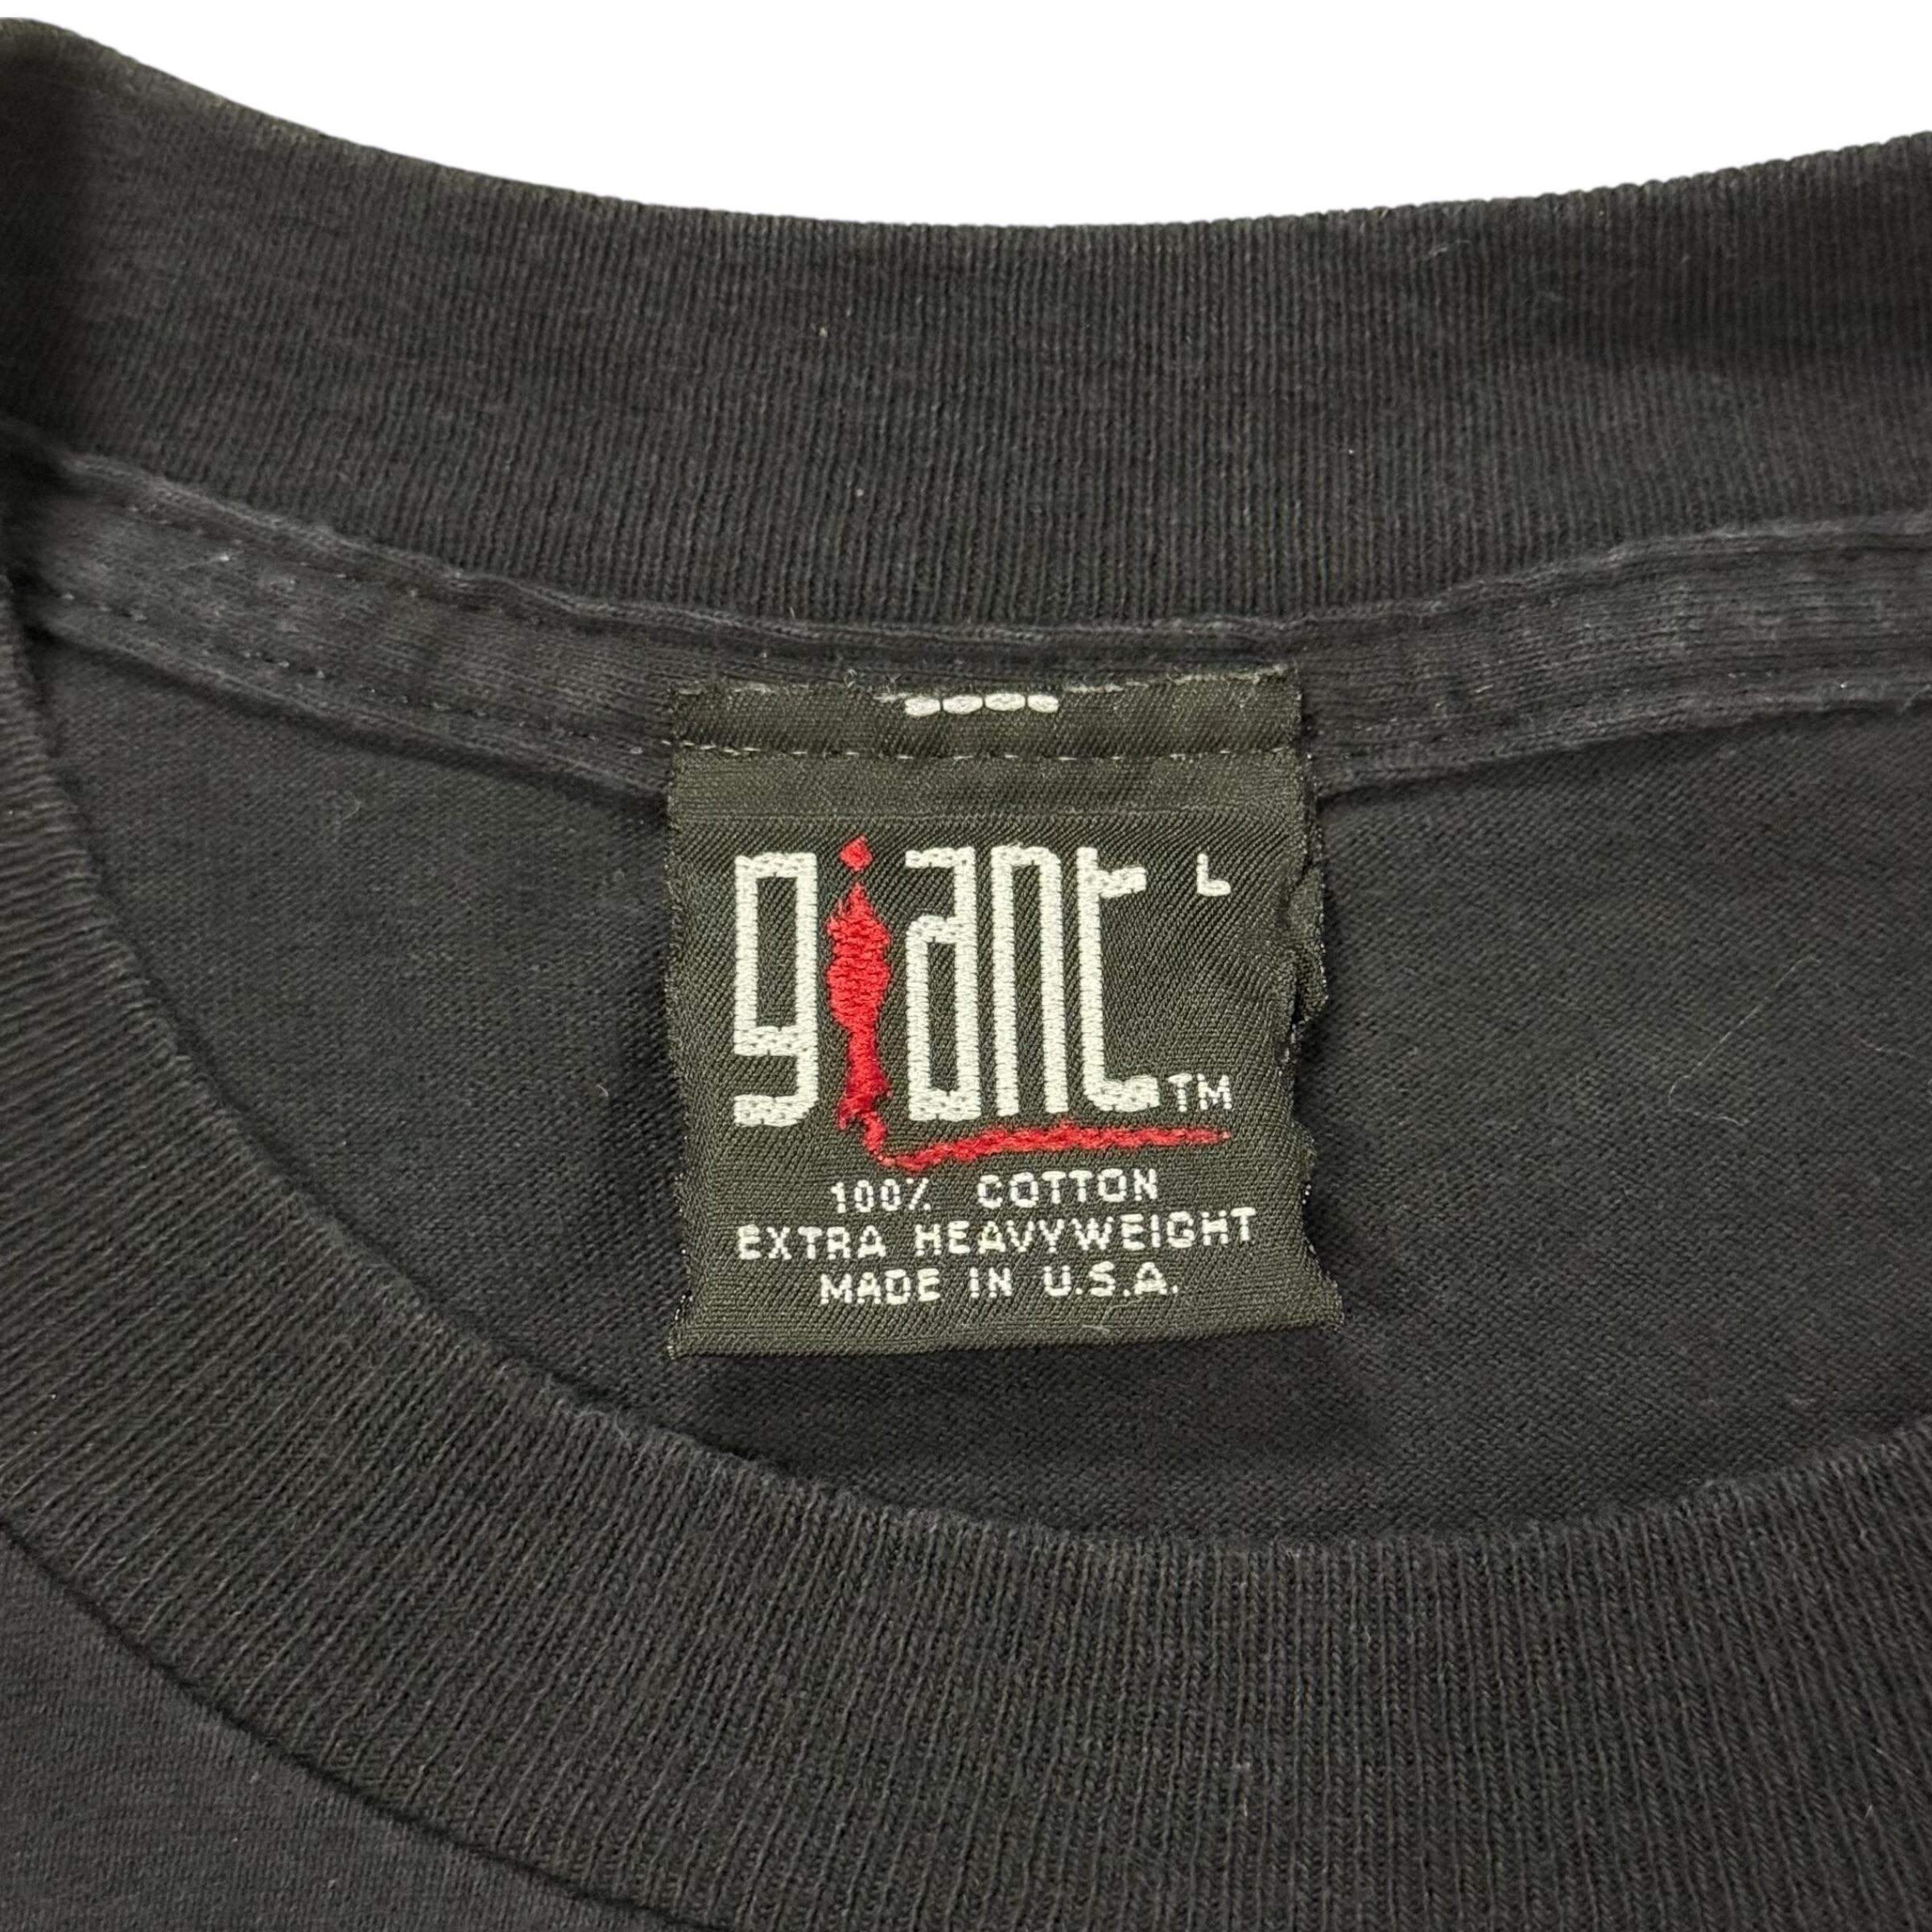 giant L
TM
100% COTTON
EXTRA HEAVYWEIGHT
MADE IN U.S.A.